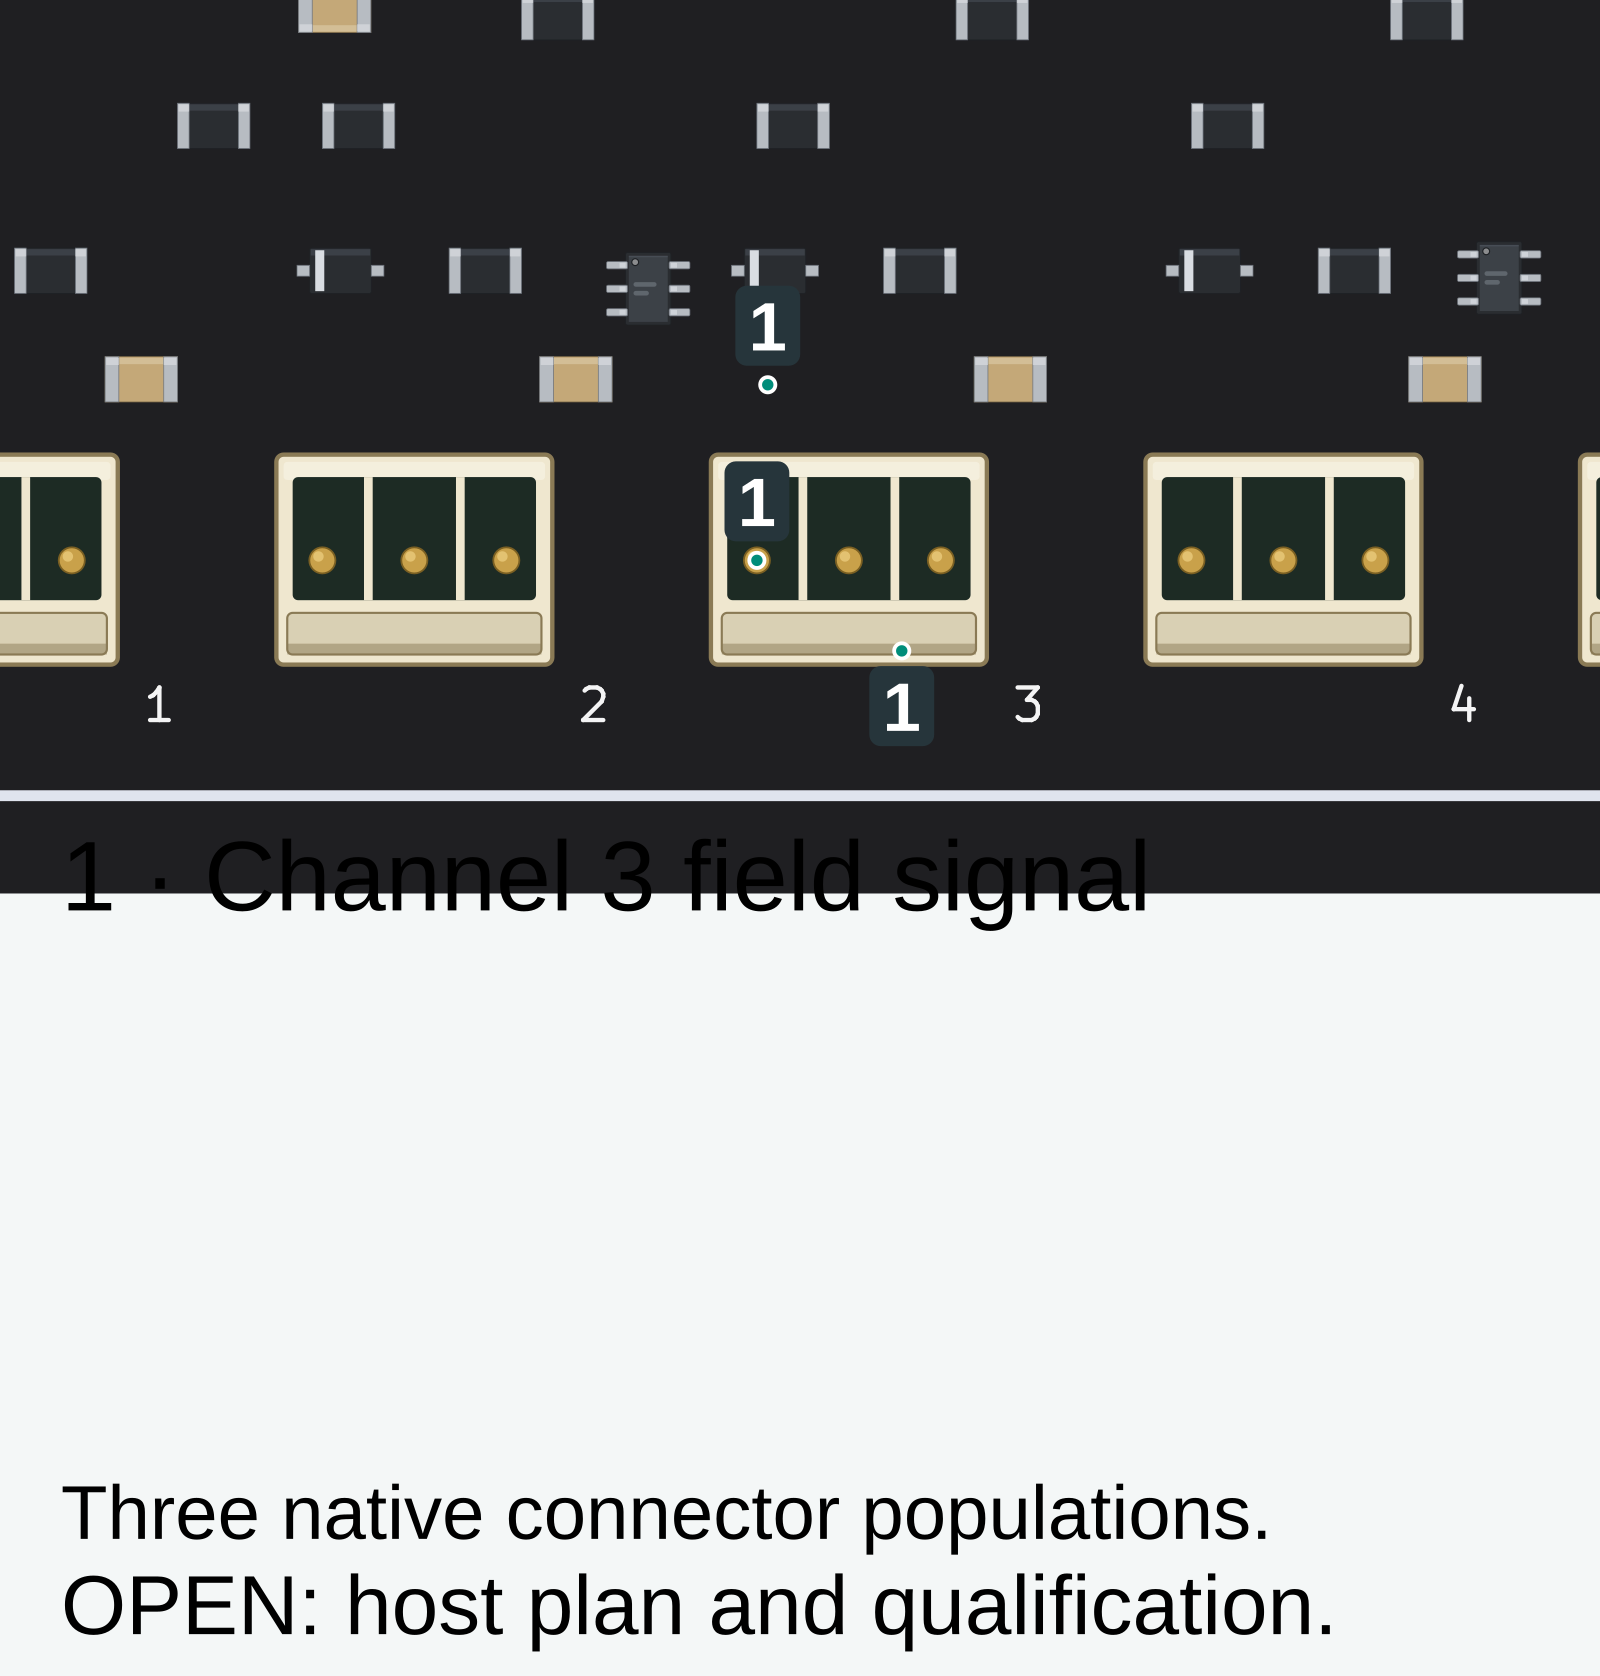 1
1
1
1 2 3 4
1 · Channel 3 field signal
Three native connector populations.
OPEN: host plan and qualification.